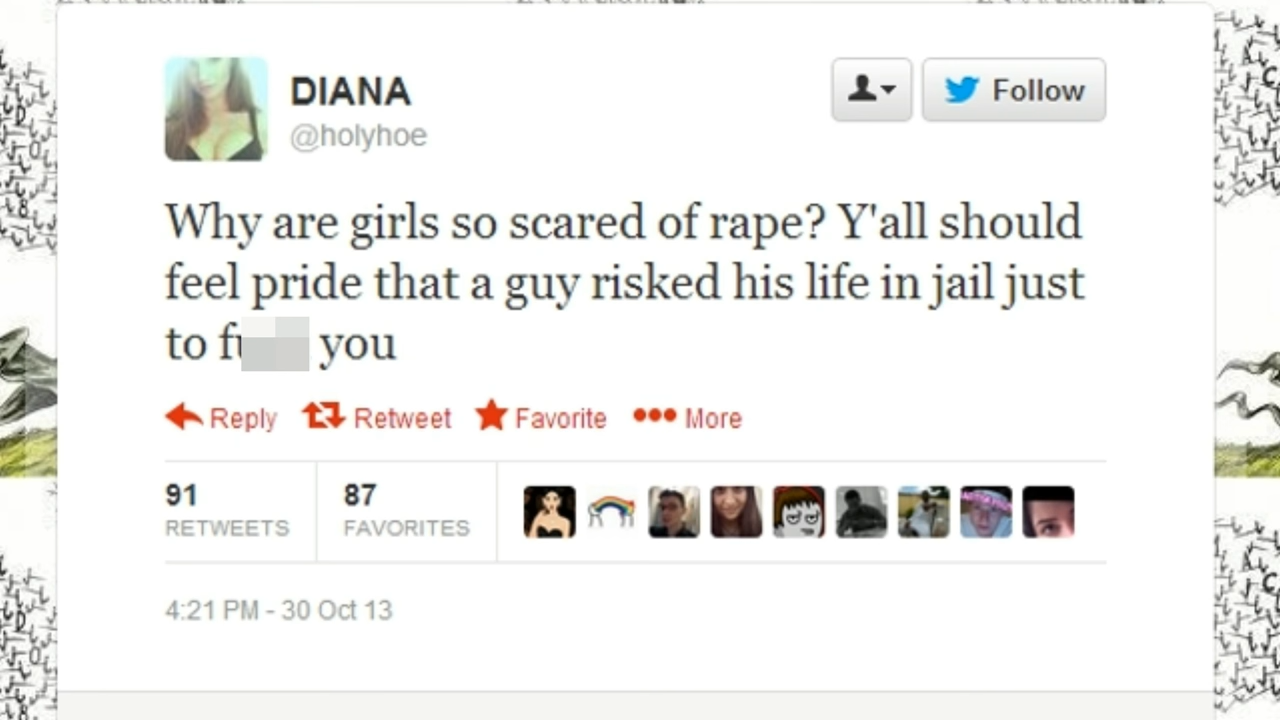 DIANA
@holyhoe
Follow
Why are girls so scared of rape? Y'all should
feel pride that a guy risked his life in jail just
to fu you
Reply Retweet Favorite More
91 87
RETWEETS FAVORITES
4:21 PM - 30 Oct 13